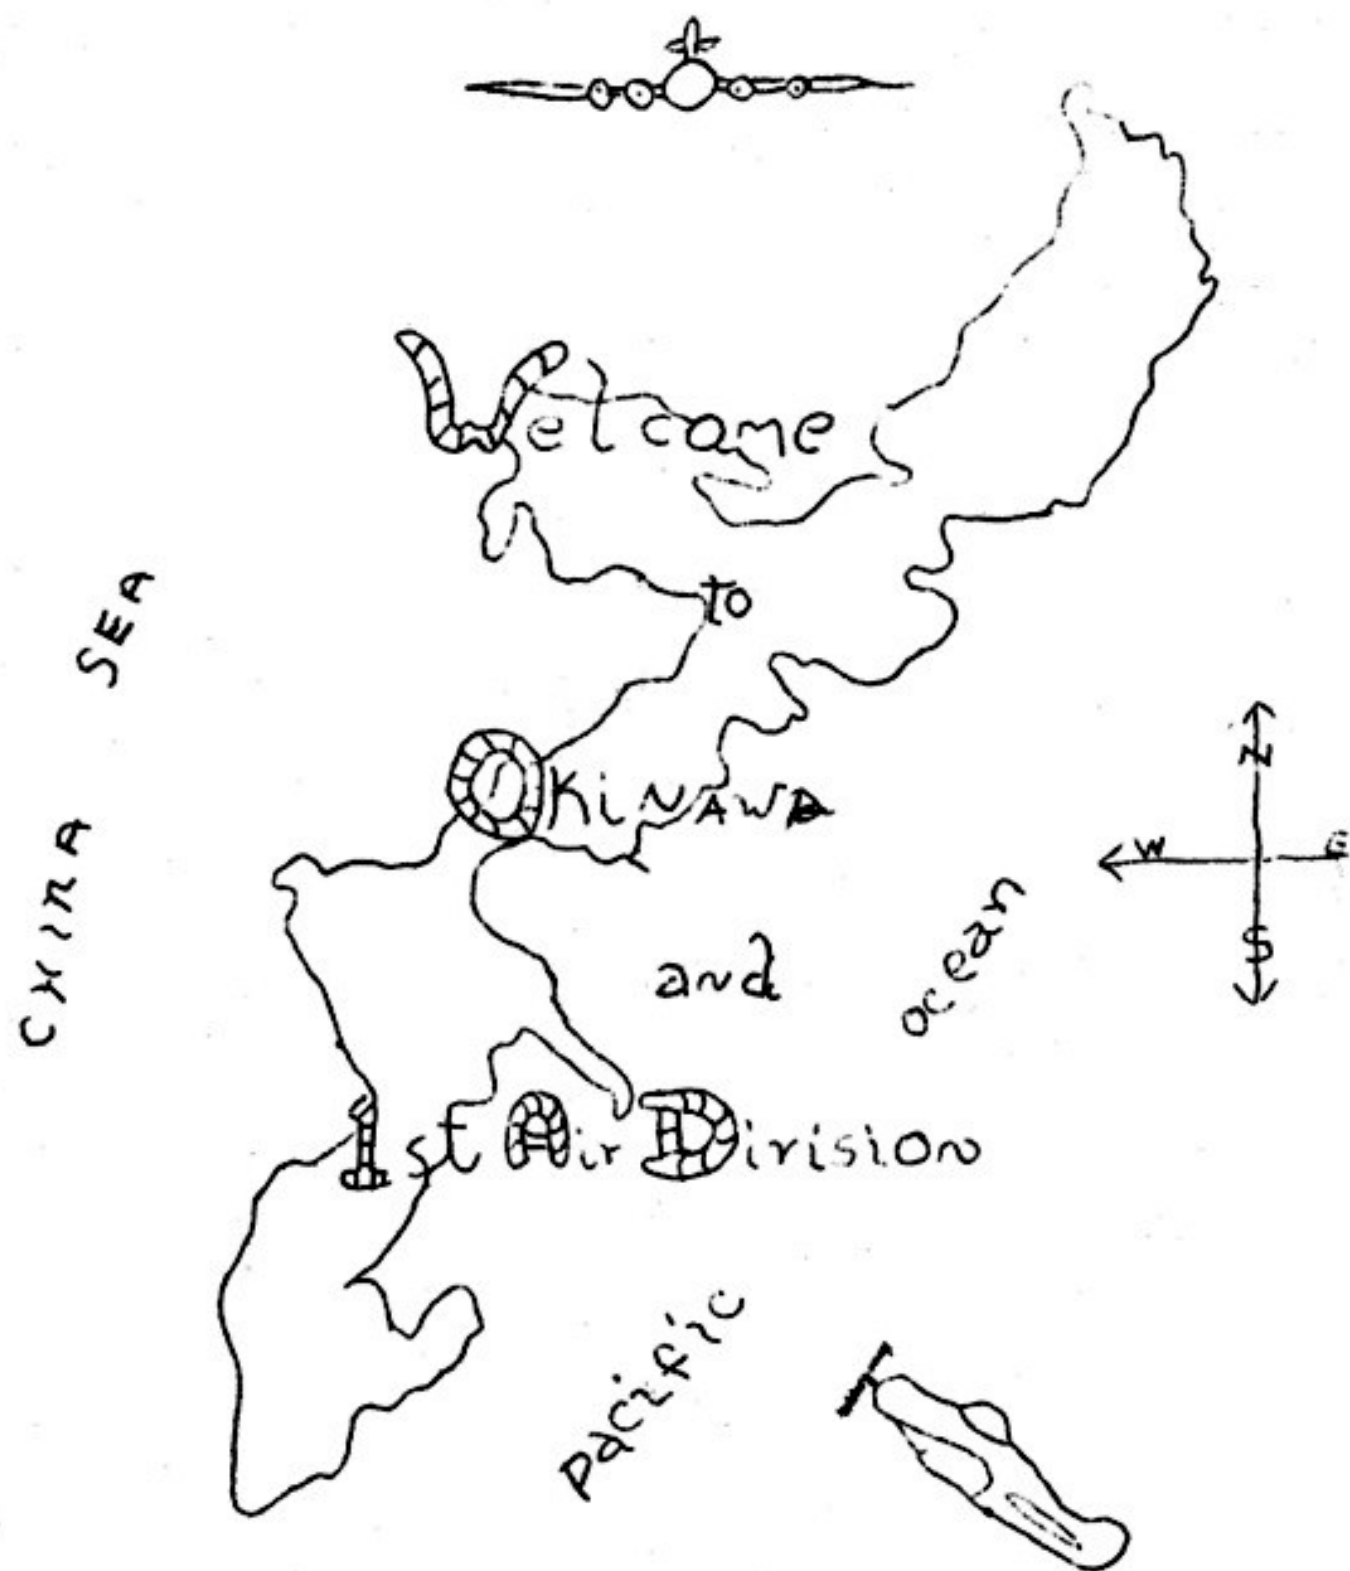 Welcome
to
OKiNAWA
and
1st Air Division
CHINA SEA
pacific ocean
N
W E
S